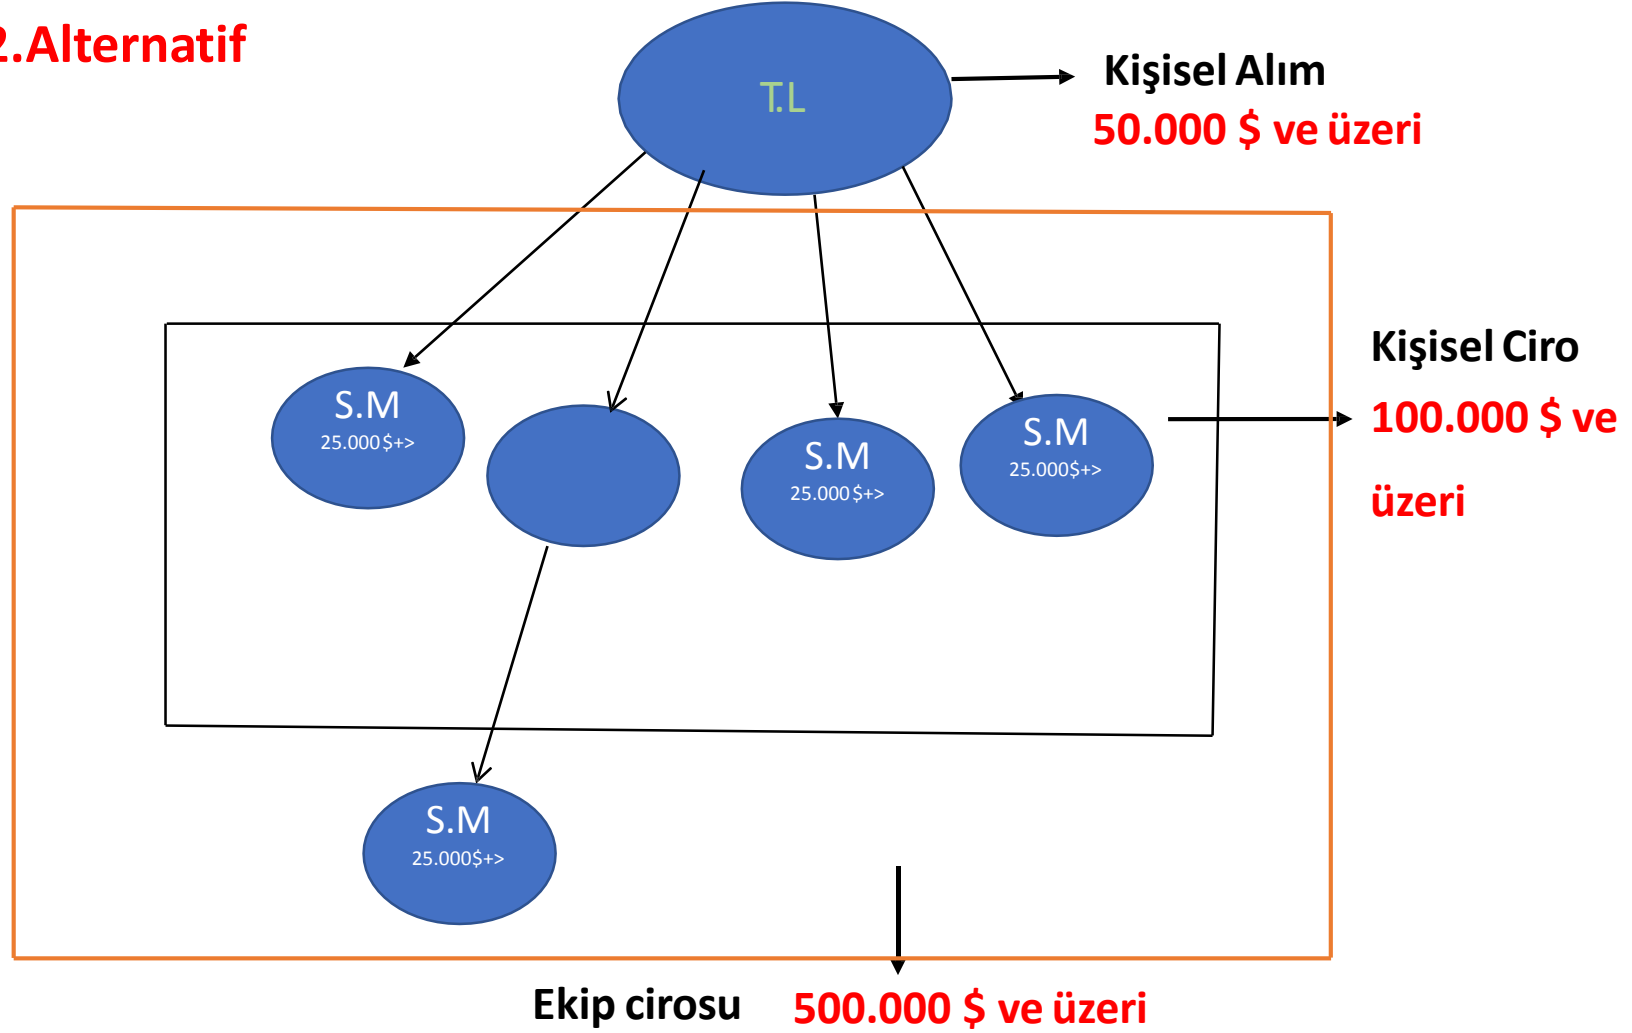 2.Alternatif
T.L
Kişisel Alım
50.000 $ ve üzeri
Kişisel Ciro
100.000 $ ve
üzeri
S.M
25.000$+>
S.M
25.000$+>
S.M
25.000$+>
S.M
25.000$+>
Ekip cirosu 500.000 $ ve üzeri